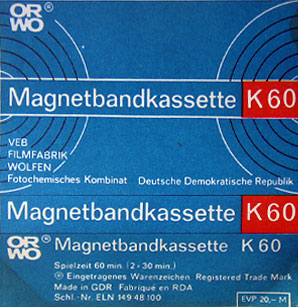 ORWO ®
Magnetbandkassette K 60
VEB
FILMFABRIK
WOLFEN
Fotochemisches Kombinat Deutsche Demokratische Republik
Magnetbandkassette K 60
ORWO ® Magnetbandkassette K 60
Spielzeit 60 min. (2 × 30 min.)
® Eingetragenes Warenzeichen. Registered Trade Mark
Made in GDR Fabriqué en RDA
Schl.-Nr. ELN 149 48 100
EVP 20,– M